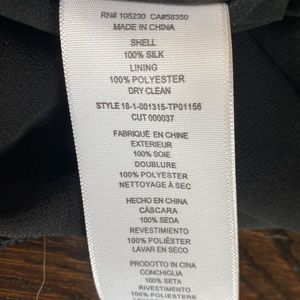 RN# 105230 CA#58350
MADE IN CHINA
SHELL
100% SILK
LINING
100% POLYESTER
DRY CLEAN
STYLE 18-1-001315-TP01156
CUT 000037
FABRIQUÉ EN CHINE
EXTERIEUR
100% SOIE
DOUBLURE
100% POLYESTER
NETTOYAGE À SEC
HECHO EN CHINA
CÁSCARA
100% SEDA
REVESTIMIENTO
100% POLIÉSTER
LAVAR EN SECO
PRODOTTO IN CINA
CONCHIGLIA
100% SETA
RIVESTIMENTO
100% POLIESTERE